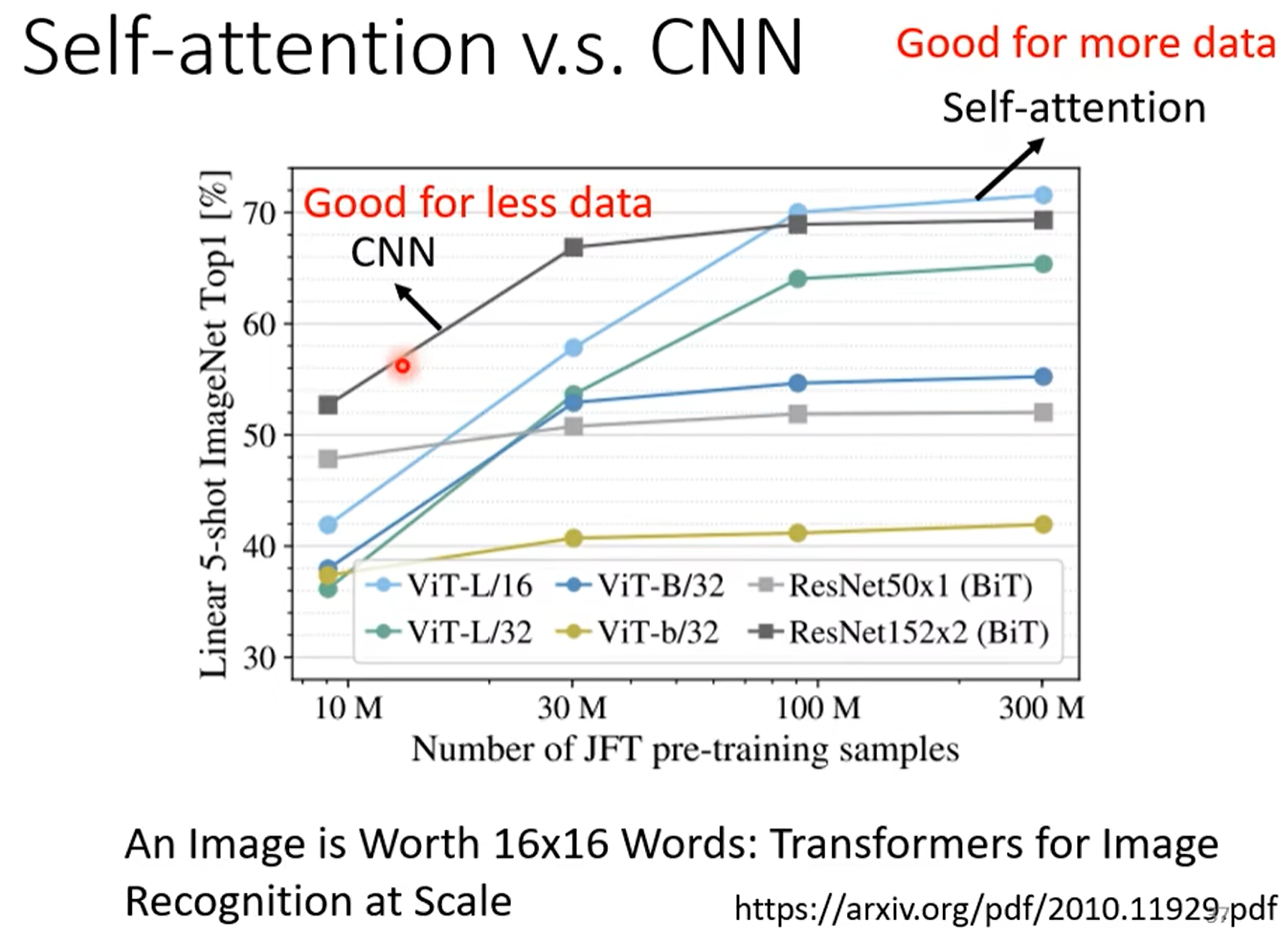 Self-attention v.s. CNN
Good for more data
Self-attention
Good for less data
CNN
Linear 5-shot ImageNet Top1 [%]
70
60
50
40
30
ViT-L/16 ViT-B/32 ResNet50x1 (BiT)
ViT-L/32 ViT-b/32 ResNet152x2 (BiT)
10 M 30 M 100 M 300 M
Number of JFT pre-training samples
An Image is Worth 16x16 Words: Transformers for Image
Recognition at Scale
https://arxiv.org/pdf/2010.11929.pdf
37